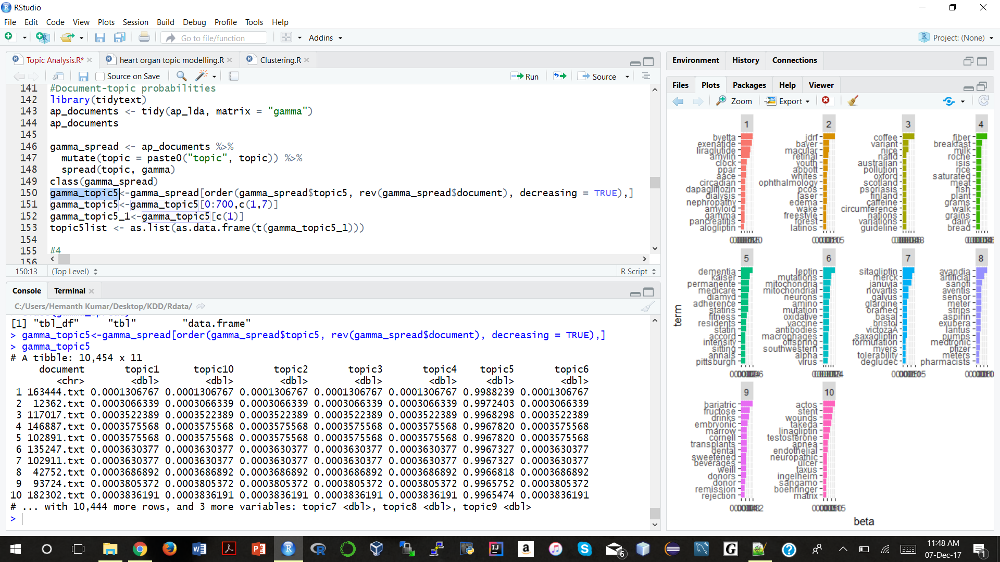 RStudio
File Edit Code View Plots Session Build Debug Profile Tools Help
Go to file/function Addins Project: (None)
Topic Analysis.R* heart organ topic modelling.R Clustering.R
Source on Save Run Source
141 #Document-topic probabilities
142 library(tidytext)
143 ap_documents <- tidy(ap_lda, matrix = "gamma")
144 ap_documents
145
146 gamma_spread <- ap_documents %>%
147 mutate(topic = paste0("topic", topic)) %>%
148 spread(topic, gamma)
149 class(gamma_spread)
150 gamma_topic5<-gamma_spread[order(gamma_spread$topic5, rev(gamma_spread$document), decreasing = TRUE),]
151 gamma_topic5<-gamma_topic5[0:700,c(1,7)]
152 gamma_topic5_1<-gamma_topic5[c(1)]
153 topic5list <- as.list(as.data.frame(t(gamma_topic5_1)))
154
155 #4
156
150:13 (Top Level) R Script
Console Terminal
C:/Users/Hemanth Kumar/Desktop/KDD/Rdata/
[1] "tbl_df" "tbl" "data.frame"
> gamma_topic5<-gamma_spread[order(gamma_spread$topic5, rev(gamma_spread$document), decreasing = TRUE),]
> gamma_topic5
# A tibble: 10,454 x 11
document topic1 topic10 topic2 topic3 topic4 topic5 topic6
<chr> <dbl> <dbl> <dbl> <dbl> <dbl> <dbl> <dbl>
1 163444.txt 0.0001306767 0.0001306767 0.0001306767 0.0001306767 0.0001306767 0.9988239 0.0001306767
2 12362.txt 0.0003066339 0.0003066339 0.0003066339 0.0003066339 0.0003066339 0.9972403 0.0003066339
3 117017.txt 0.0003522389 0.0003522389 0.0003522389 0.0003522389 0.0003522389 0.9968298 0.0003522389
4 146887.txt 0.0003575568 0.0003575568 0.0003575568 0.0003575568 0.0003575568 0.9967820 0.0003575568
5 102891.txt 0.0003575568 0.0003575568 0.0003575568 0.0003575568 0.0003575568 0.9967820 0.0003575568
6 135247.txt 0.0003630377 0.0003630377 0.0003630377 0.0003630377 0.0003630377 0.9967327 0.0003630377
7 102911.txt 0.0003630377 0.0003630377 0.0003630377 0.0003630377 0.0003630377 0.9967327 0.0003630377
8 42752.txt 0.0003686892 0.0003686892 0.0003686892 0.0003686892 0.0003686892 0.9966818 0.0003686892
9 93724.txt 0.0003805372 0.0003805372 0.0003805372 0.0003805372 0.0003805372 0.9965752 0.0003805372
10 182302.txt 0.0003836191 0.0003836191 0.0003836191 0.0003836191 0.0003836191 0.9965474 0.0003836191
# ... with 10,444 more rows, and 3 more variables: topic7 <dbl>, topic8 <dbl>, topic9 <dbl>
>
Environment History Connections
Files Plots Packages Help Viewer
Zoom Export
1 2 3 4
byetta jdrf coffee fiber
exenatide bayer variant breakfast
liraglutide macular nice milk
amylin retinal nafld roche
clock youth australian isis
ppar abbott pollution rice
aace whites oxford saturated
circadian ophthalmology scotland meat
dapagliflozin pcos psoriasis fish
dialysis laser finland plant
nephropathy edema caffeine grams
amyloid wake circumference walk
gamma freestyle nations grains
pancreatitis forest variations dairy
alogliptin latinos guideline bread
5 6 7 8
dementia leptin sitagliptin avandia
kaiser mutations merck artificial
permanente mitochondria januvia sanofi
medicare mitochondrial novartis aventis
diamyd neurons galvus sensor
adherence amino glargine meter
statins mutation oramed strips
fitness oxidative basal aspirin
residents vaccine bristol exubera
statin antibodies victozaÂ lantus
accord macrophages saxagliptin pumps
intensity offspring formulation medtronic
sitting southwestern myers pfizer
annals alpha tolerability meters
pittsburgh virus degludec pharmacists
9 10
bariatric actos
fructose stent
drinks wounds
embryonic takeda
marrow linagliptin
cornell testosterone
transplants apnea
dental endothelial
sweetened neuropathic
beverages ulcer
weill taxus
donors ingelheim
donor sangamo
remission boehringer
rejection matrix
term
beta
11:48 AM
07-Dec-17
6
1